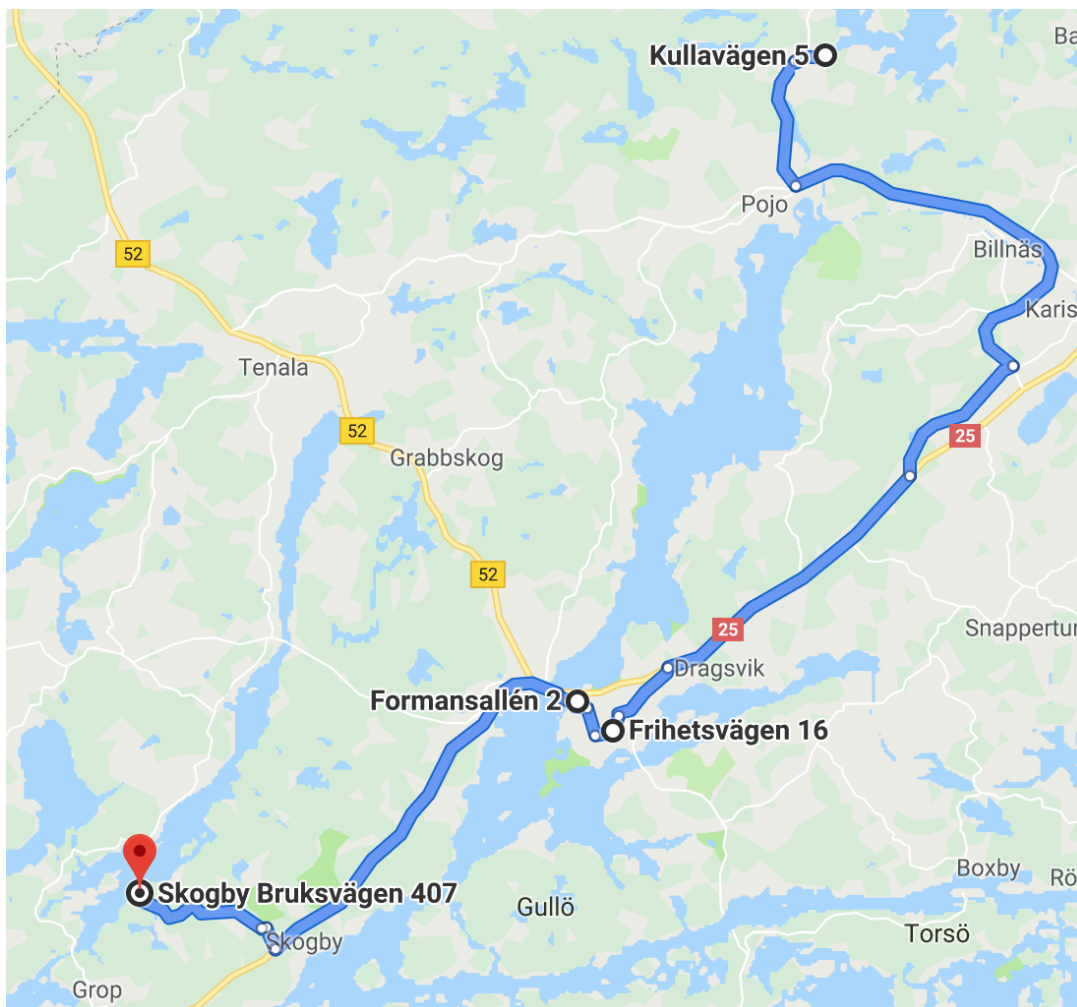 Ba
Kullavägen 5
Pojo
52
Billnäs
Karis
Tenala
52
25
Grabbskog
52
Snappertun
25
Dragsvik
Formansallén 2
Frihetsvägen 16
Boxby
Rö
Skogby Bruksvägen 407
Gullö
Torsö
Skogby
Grop